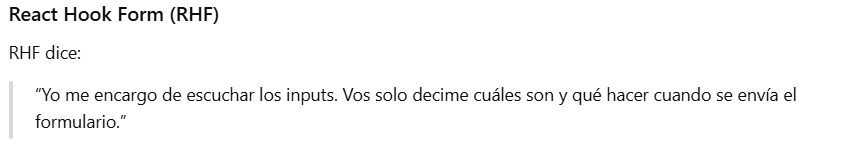 React Hook Form (RHF)
RHF dice:
“Yo me encargo de escuchar los inputs. Vos solo decime cuáles son y qué hacer cuando se envía el
formulario.”